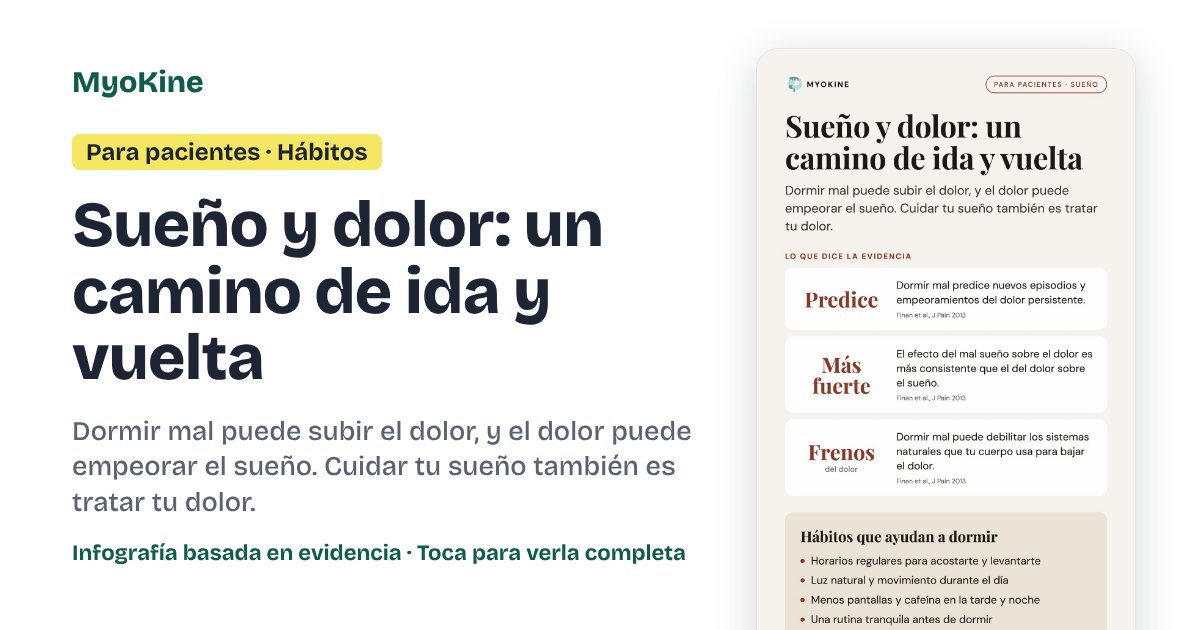 MyoKine
Para pacientes · Hábitos
Sueño y dolor: un
camino de ida y
vuelta
Dormir mal puede subir el dolor, y el dolor puede
empeorar el sueño. Cuidar tu sueño también es
tratar tu dolor.
Infografía basada en evidencia · Toca para verla completa
MYOKINE
PARA PACIENTES · SUEÑO
Sueño y dolor: un
camino de ida y vuelta
Dormir mal puede subir el dolor, y el dolor puede
empeorar el sueño. Cuidar tu sueño también es tratar
tu dolor.
LO QUE DICE LA EVIDENCIA
Predice
Dormir mal predice nuevos episodios y
empeoramientos del dolor persistente.
Finan et al., J Pain 2013
Más
fuerte
El efecto del mal sueño sobre el dolor es
más consistente que el del dolor sobre
el sueño.
Finan et al., J Pain 2013
Frenos
del dolor
Dormir mal puede debilitar los sistemas
naturales que tu cuerpo usa para bajar
el dolor.
Finan et al., J Pain 2013
Hábitos que ayudan a dormir
• Horarios regulares para acostarte y levantarte
• Luz natural y movimiento durante el día
• Menos pantallas y cafeína en la tarde y noche
• Una rutina tranquila antes de dormir